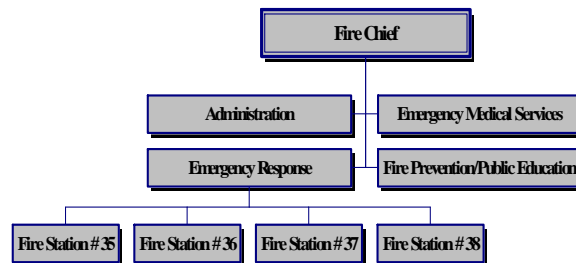 Fire Chief
Administration
Emergency Medical Services
Emergency Response
Fire Prevention/Public Education
Fire Station # 35
Fire Station # 36
Fire Station # 37
Fire Station # 38